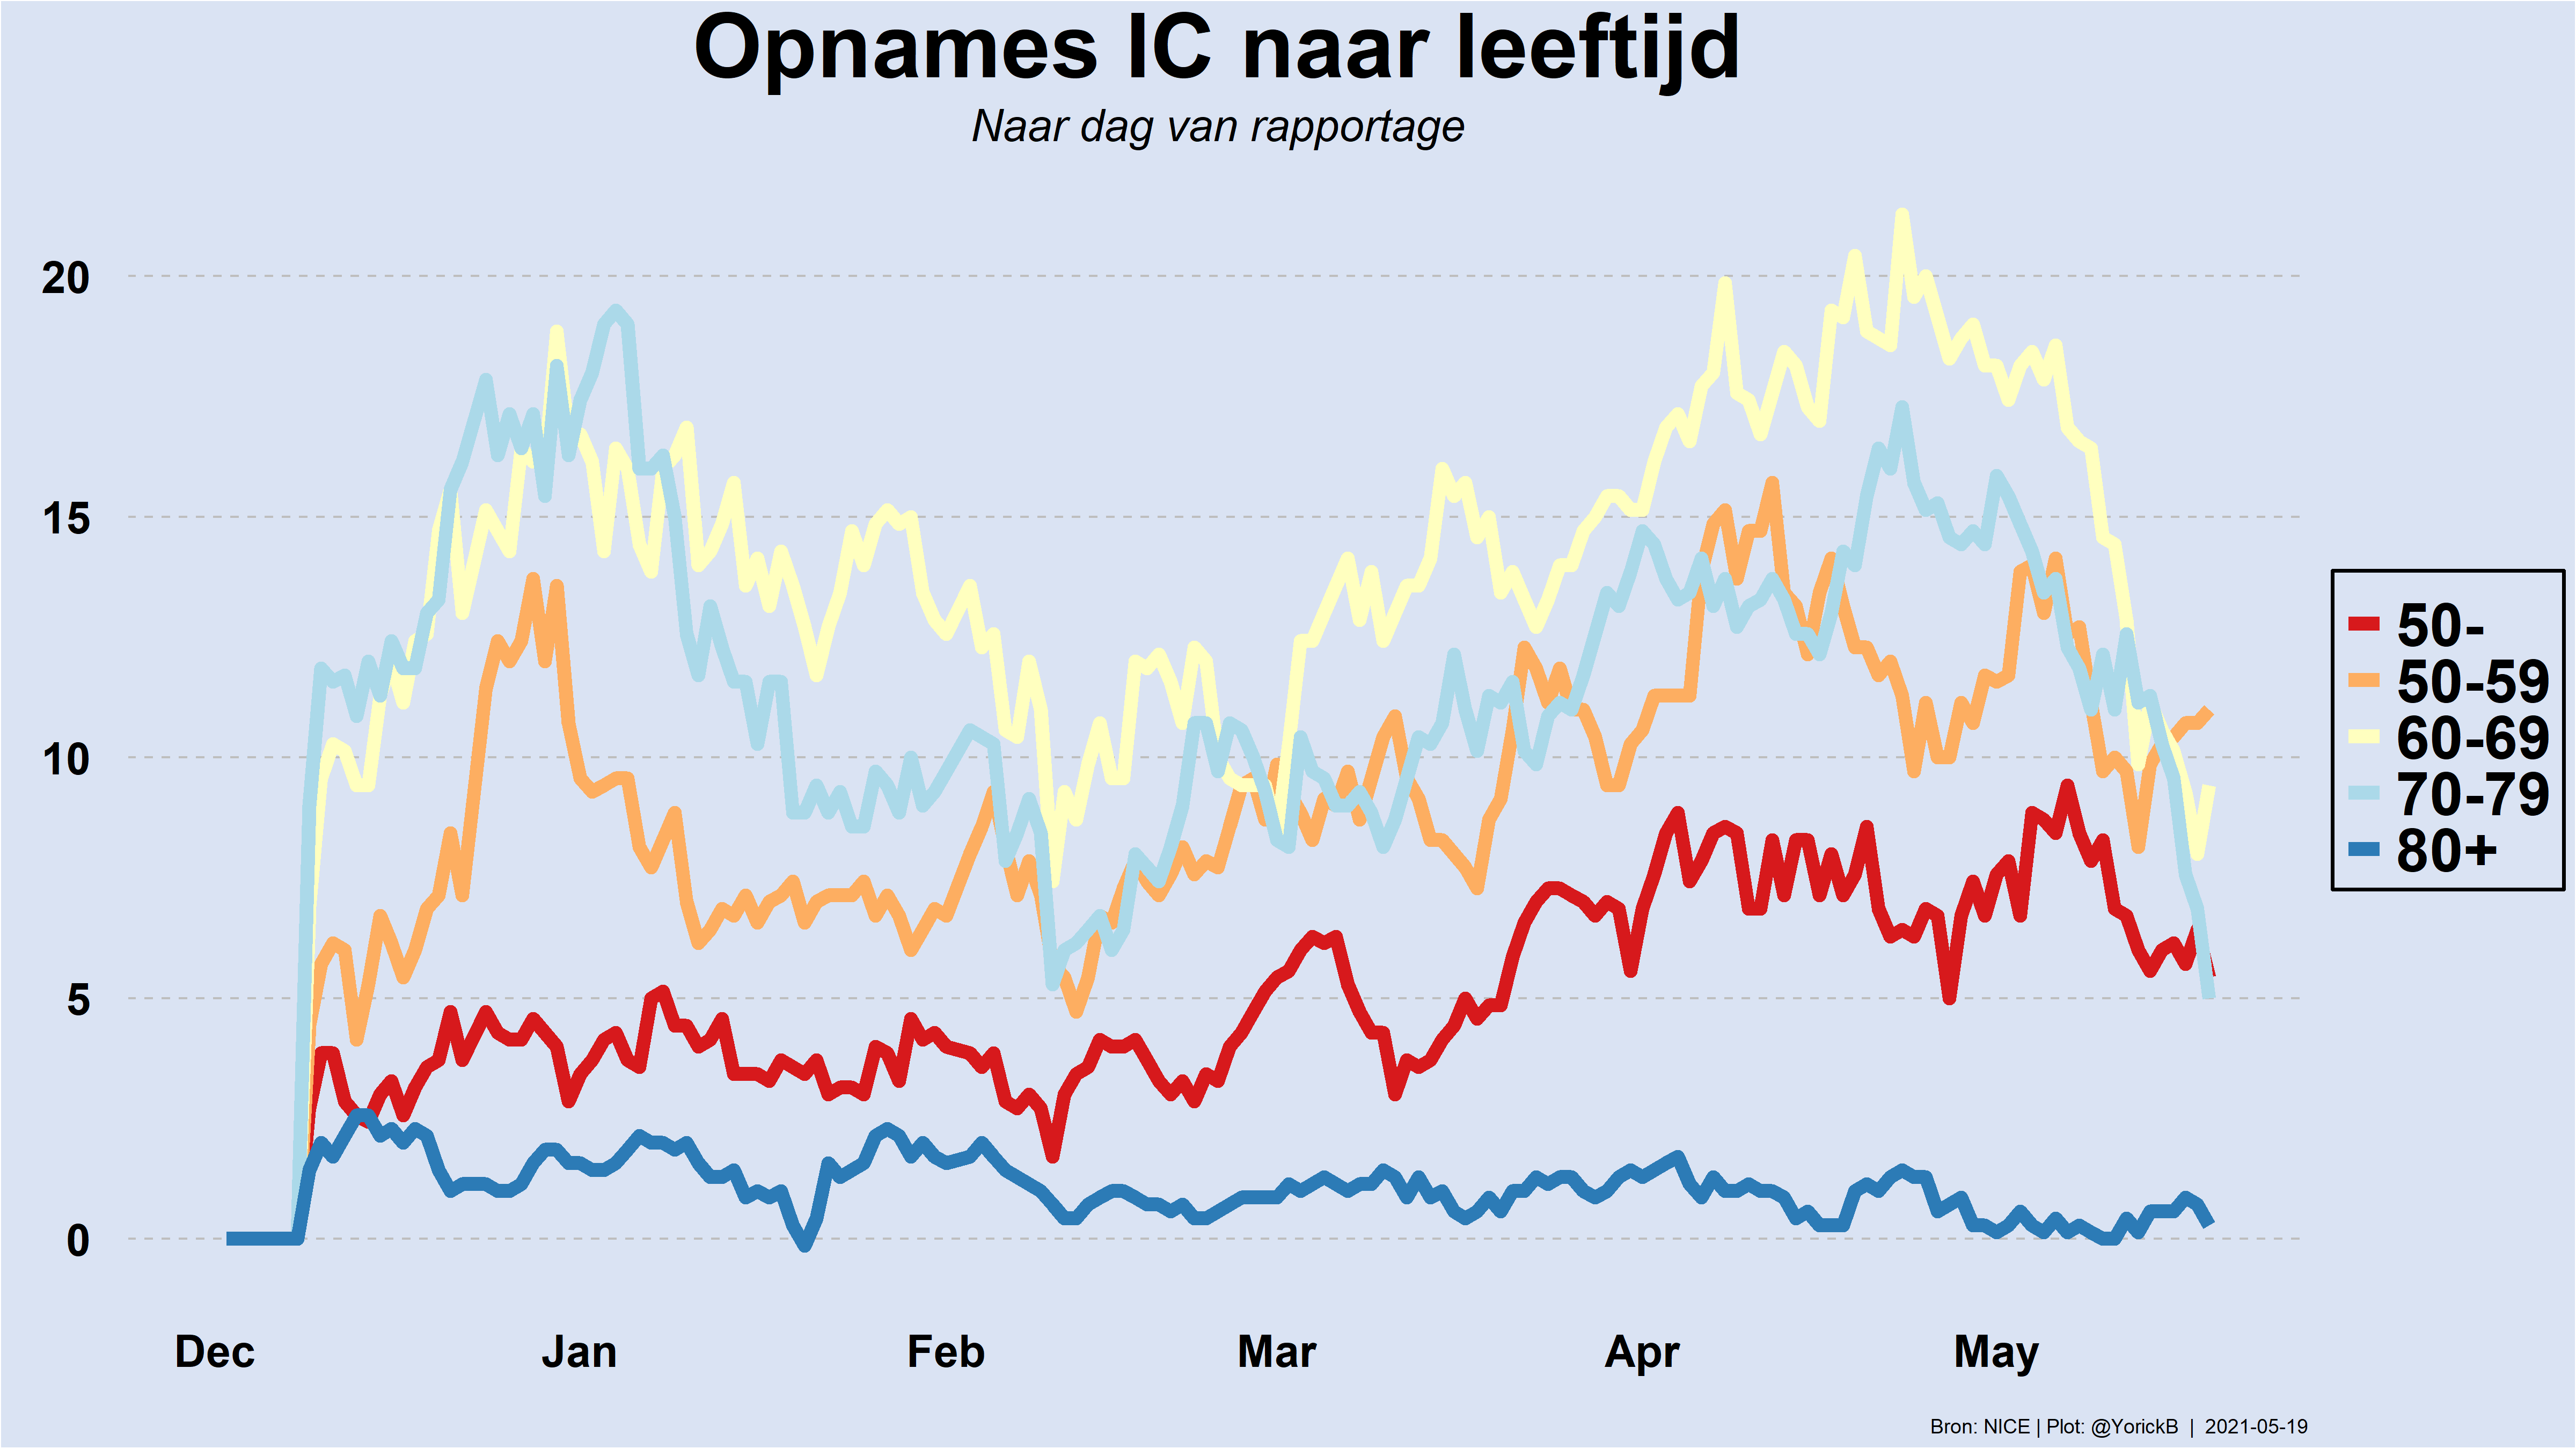 Opnames IC naar leeftijd
Naar dag van rapportage
20
15
10
5
0
Dec Jan Feb Mar Apr May
50-
50-59
60-69
70-79
80+
Bron: NICE | Plot: @YorickB | 2021-05-19